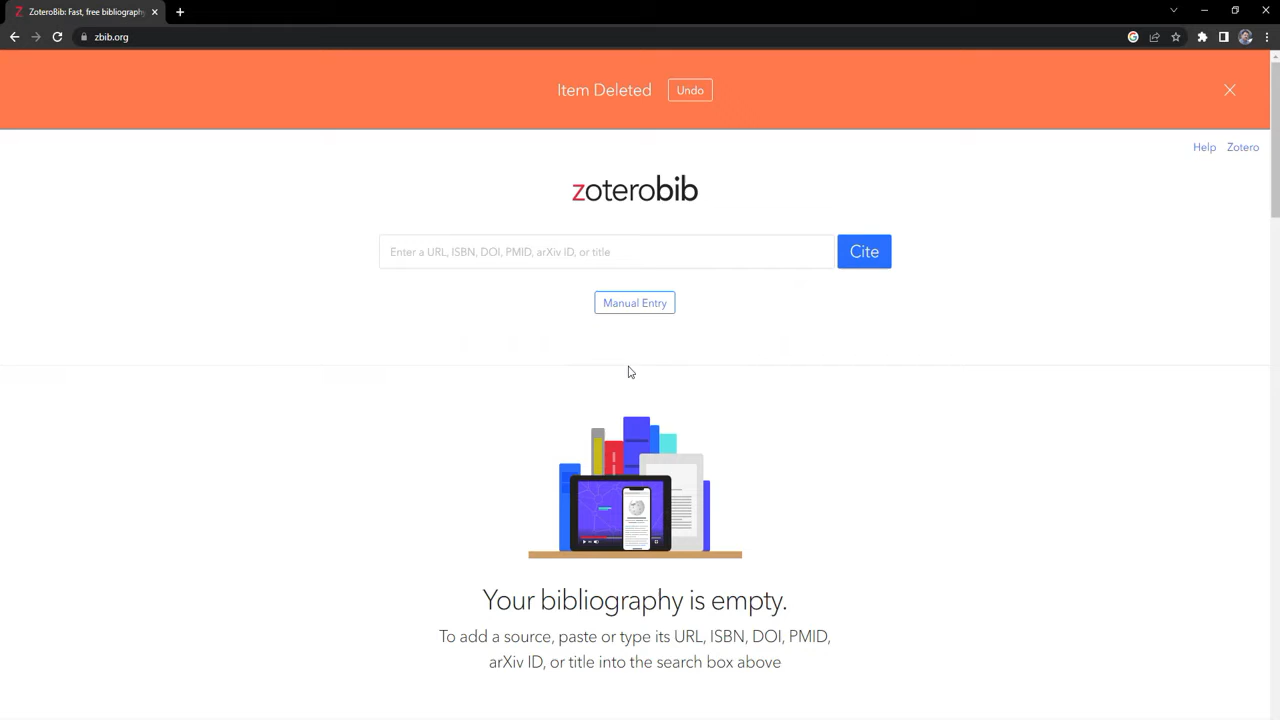 ZoteroBib: Fast, free bibliography
zbib.org
Item Deleted Undo
Help Zotero
zoterobib
Enter a URL, ISBN, DOI, PMID, arXiv ID, or title Cite
Manual Entry
Your bibliography is empty.
To add a source, paste or type its URL, ISBN, DOI, PMID,
arXiv ID, or title into the search box above